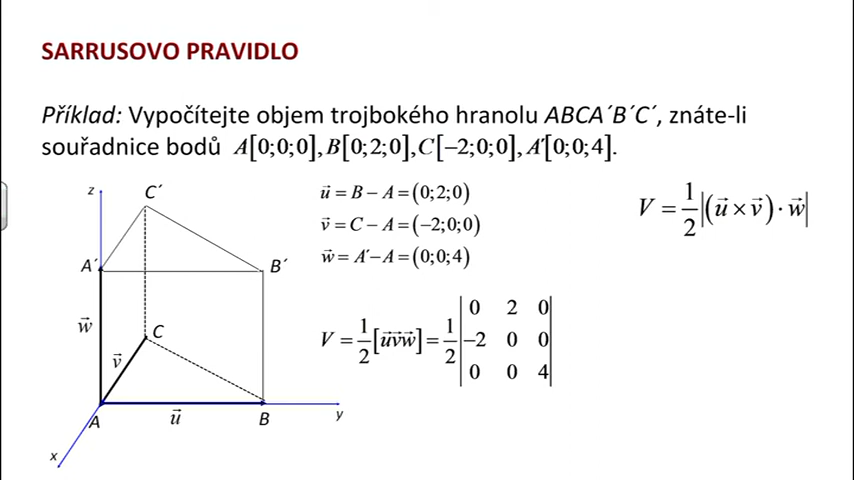 SARRUSOVO PRAVIDLO
Příklad: Vypočítejte objem trojbokého hranolu ABCA´B´C´, znáte-li
souřadnice bodů A[0;0;0],B[0;2;0],C[−2;0;0],A'[0;0;4].
z
C´
A´
B´
w⃗
C
v⃗
A
u⃗
B
y
x
u⃗ = B − A = (0;2;0)
v⃗ = C − A = (−2;0;0)
w⃗ = A´− A = (0;0;4)
V = 1/2 |(u⃗ × v⃗) · w⃗|
V = 1/2 [u⃗v⃗w⃗] = 1/2 | 0 2 0 |
| −2 0 0 |
| 0 0 4 |